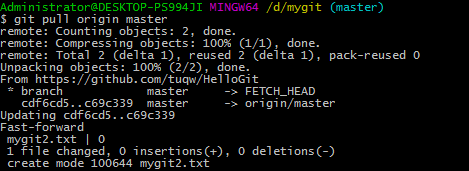 Administrator@DESKTOP-PS994JI MINGW64 /d/mygit (master)
$ git pull origin master
remote: Counting objects: 2, done.
remote: Compressing objects: 100% (1/1), done.
remote: Total 2 (delta 1), reused 2 (delta 1), pack-reused 0
Unpacking objects: 100% (2/2), done.
From https://github.com/tuqw/HelloGit
 * branch            master     -> FETCH_HEAD
   cdf6cd5..c69c339  master     -> origin/master
Updating cdf6cd5..c69c339
Fast-forward
 mygit2.txt | 0
 1 file changed, 0 insertions(+), 0 deletions(-)
 create mode 100644 mygit2.txt